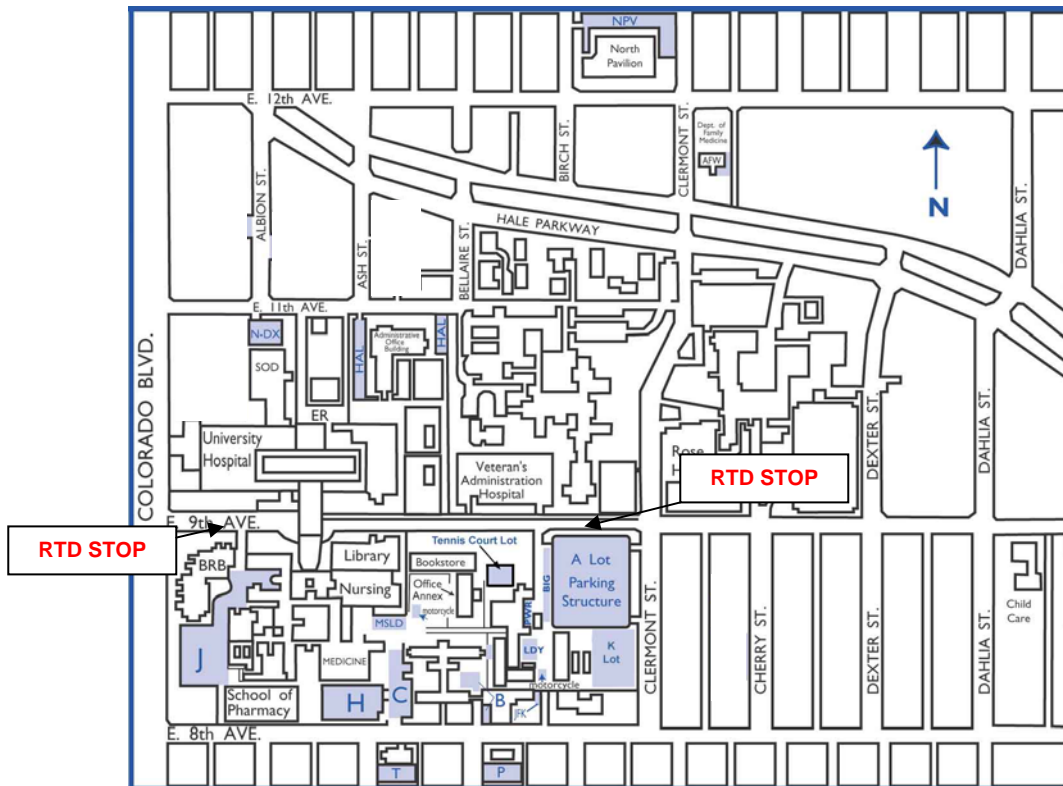 NPV
North
Pavilion
E. 12th AVE.
BIRCH ST.
CLERMONT ST.
Dept. of
Family
Medicine
AFW
N
ALBION ST.
ASH ST.
BELLAIRE ST.
HALE PARKWAY
DAHLIA ST.
E. 11th AVE.
COLORADO BLVD.
N-DX
SOD
HAL
Administrative
Office
Building
HAL
ER
University
Hospital
Veteran's
Administration
Hospital
RTD STOP
DEXTER ST.
DAHLIA ST.
E. 9th AVE.
RTD STOP
BRB
Library
Nursing
Bookstore
Tennis Court Lot
Office
Annex
motorcycle
MSLD
BIG
PWR
A Lot
Parking
Structure
LDY
K
Lot
motorcycle
CLERMONT ST.
CHERRY ST.
DEXTER ST.
DAHLIA ST.
Child
Care
J
MEDICINE
School of
Pharmacy
H
C
B
JFK
E. 8th AVE.
T
P